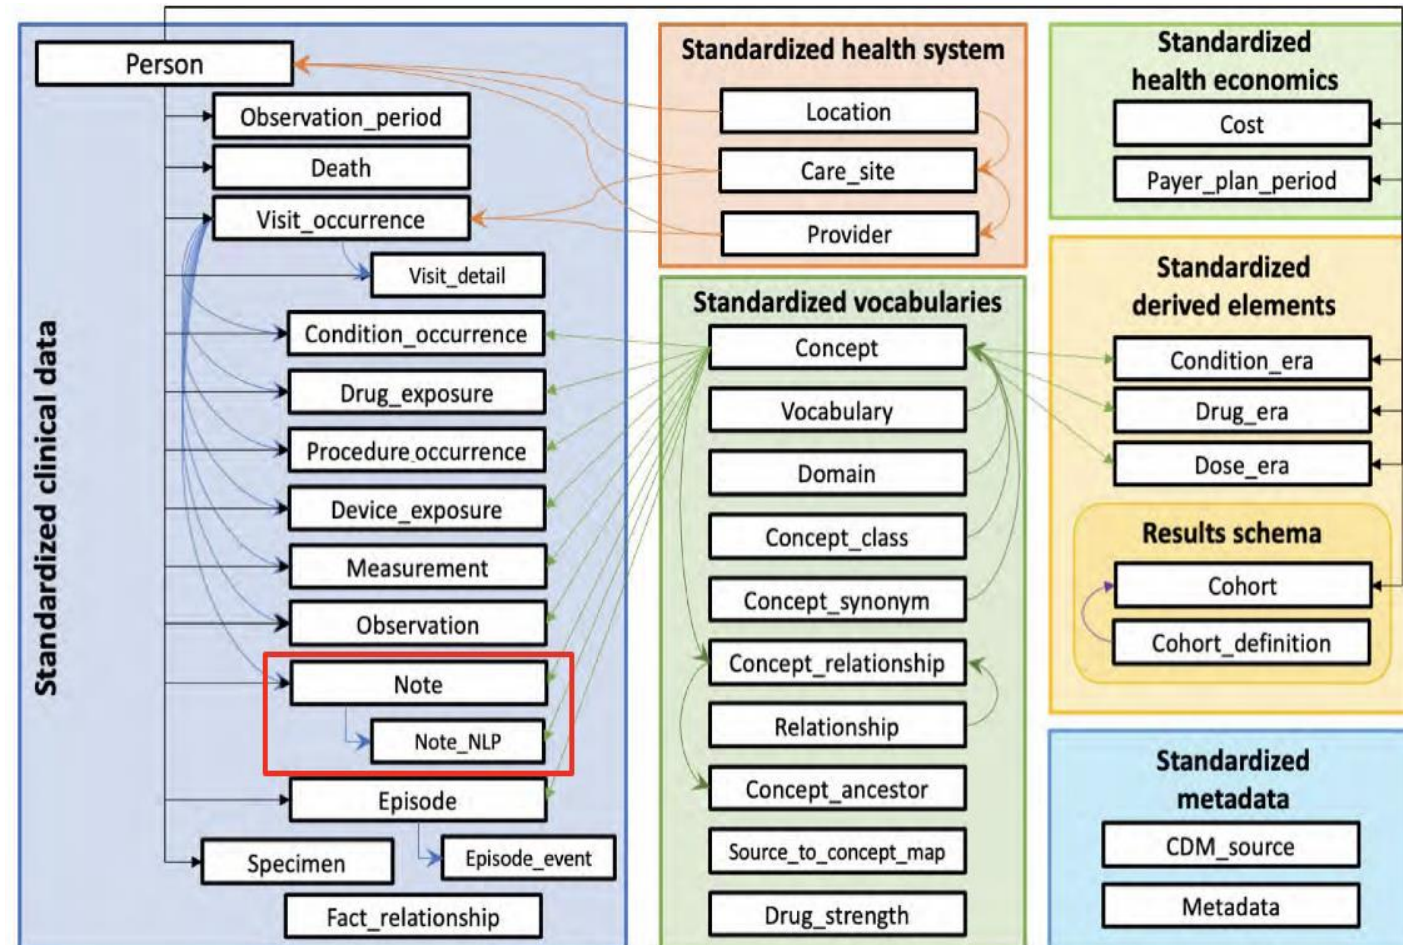 Standardized clinical data
Person
Observation_period
Death
Visit_occurrence
Visit_detail
Condition_occurrence
Drug_exposure
Procedure_occurrence
Device_exposure
Measurement
Observation
Note
Note_NLP
Episode
Episode_event
Specimen
Fact_relationship
Standardized health system
Location
Care_site
Provider
Standardized vocabularies
Concept
Vocabulary
Domain
Concept_class
Concept_synonym
Concept_relationship
Relationship
Concept_ancestor
Source_to_concept_map
Drug_strength
Standardized
health economics
Cost
Payer_plan_period
Standardized
derived elements
Condition_era
Drug_era
Dose_era
Results schema
Cohort
Cohort_definition
Standardized
metadata
CDM_source
Metadata